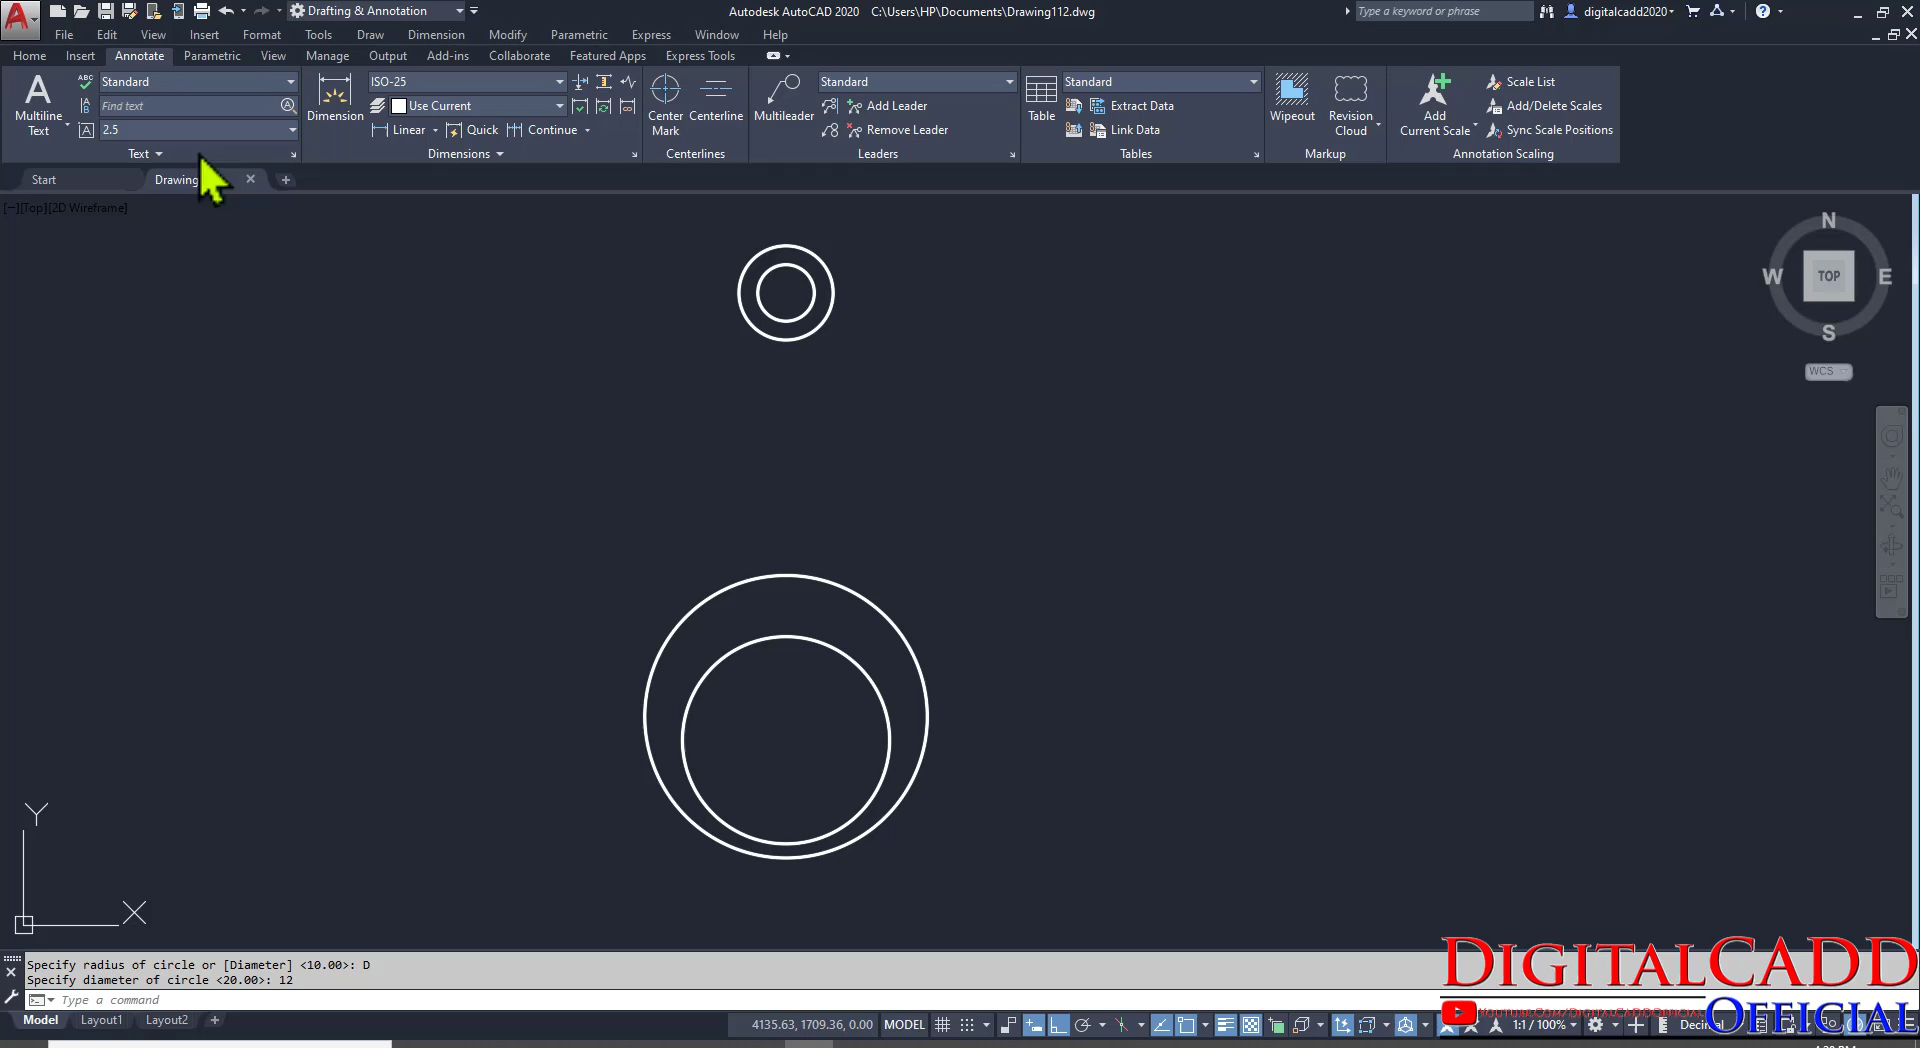 Drafting & Annotation
Autodesk AutoCAD 2020 C:\Users\HP\Documents\Drawing112.dwg
Type a keyword or phrase
digitalcadd2020
File Edit View Insert Format Tools Draw Dimension Modify Parametric Express Window Help
Home Insert Annotate Parametric View Manage Output Add-ins Collaborate Featured Apps Express Tools
Multiline Text
Standard
Find text
2.5
Text
Dimension
ISO-25
Use Current
Linear Quick Continue
Dimensions
Center Mark
Centerline
Centerlines
Multileader
Standard
Add Leader
Remove Leader
Leaders
Table
Standard
Extract Data
Link Data
Tables
Wipeout
Revision Cloud
Markup
Add Current Scale
Scale List
Add/Delete Scales
Sync Scale Positions
Annotation Scaling
Start
Drawing
[−][Top][2D Wireframe]
N
W TOP E
S
WCS
Y
X
Specify radius of circle or [Diameter] <10.00>: D
Specify diameter of circle <20.00>: 12
Type a command
Model Layout1 Layout2
4135.63, 1709.36, 0.00 MODEL
1:1 / 100%
DIGITALCADD
OFFICIAL